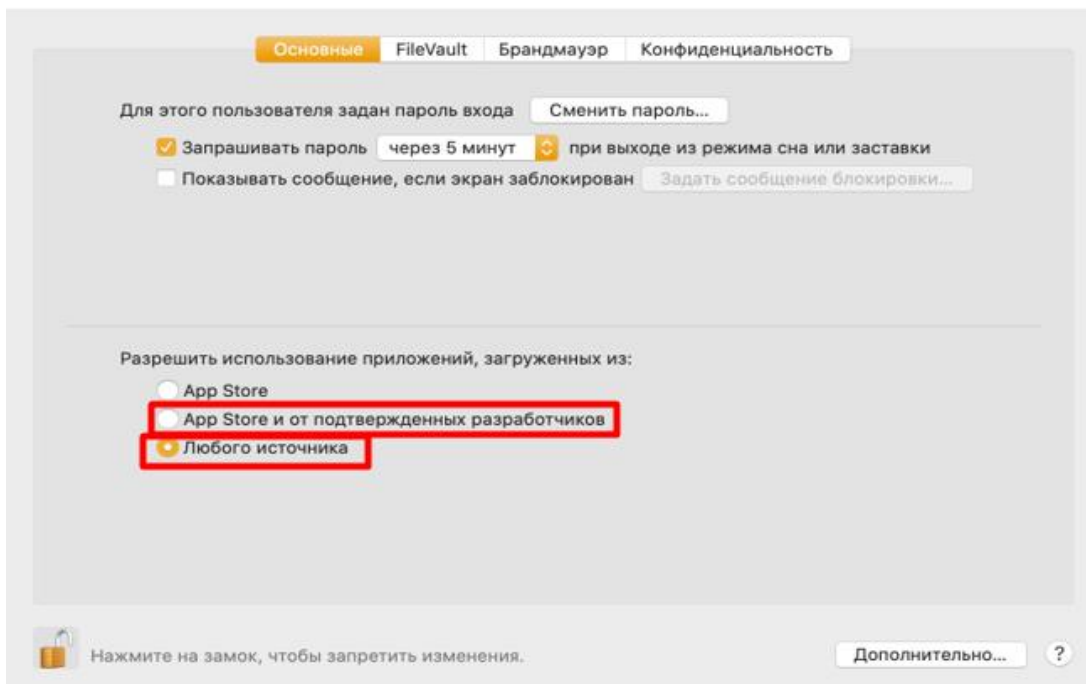 Основные FileVault Брандмауэр Конфиденциальность
Для этого пользователя задан пароль входа Сменить пароль...
Запрашивать пароль через 5 минут при выходе из режима сна или заставки
Показывать сообщение, если экран заблокирован Задать сообщение блокировки...
Разрешить использование приложений, загруженных из:
App Store
App Store и от подтвержденных разработчиков
Любого источника
Нажмите на замок, чтобы запретить изменения. Дополнительно... ?